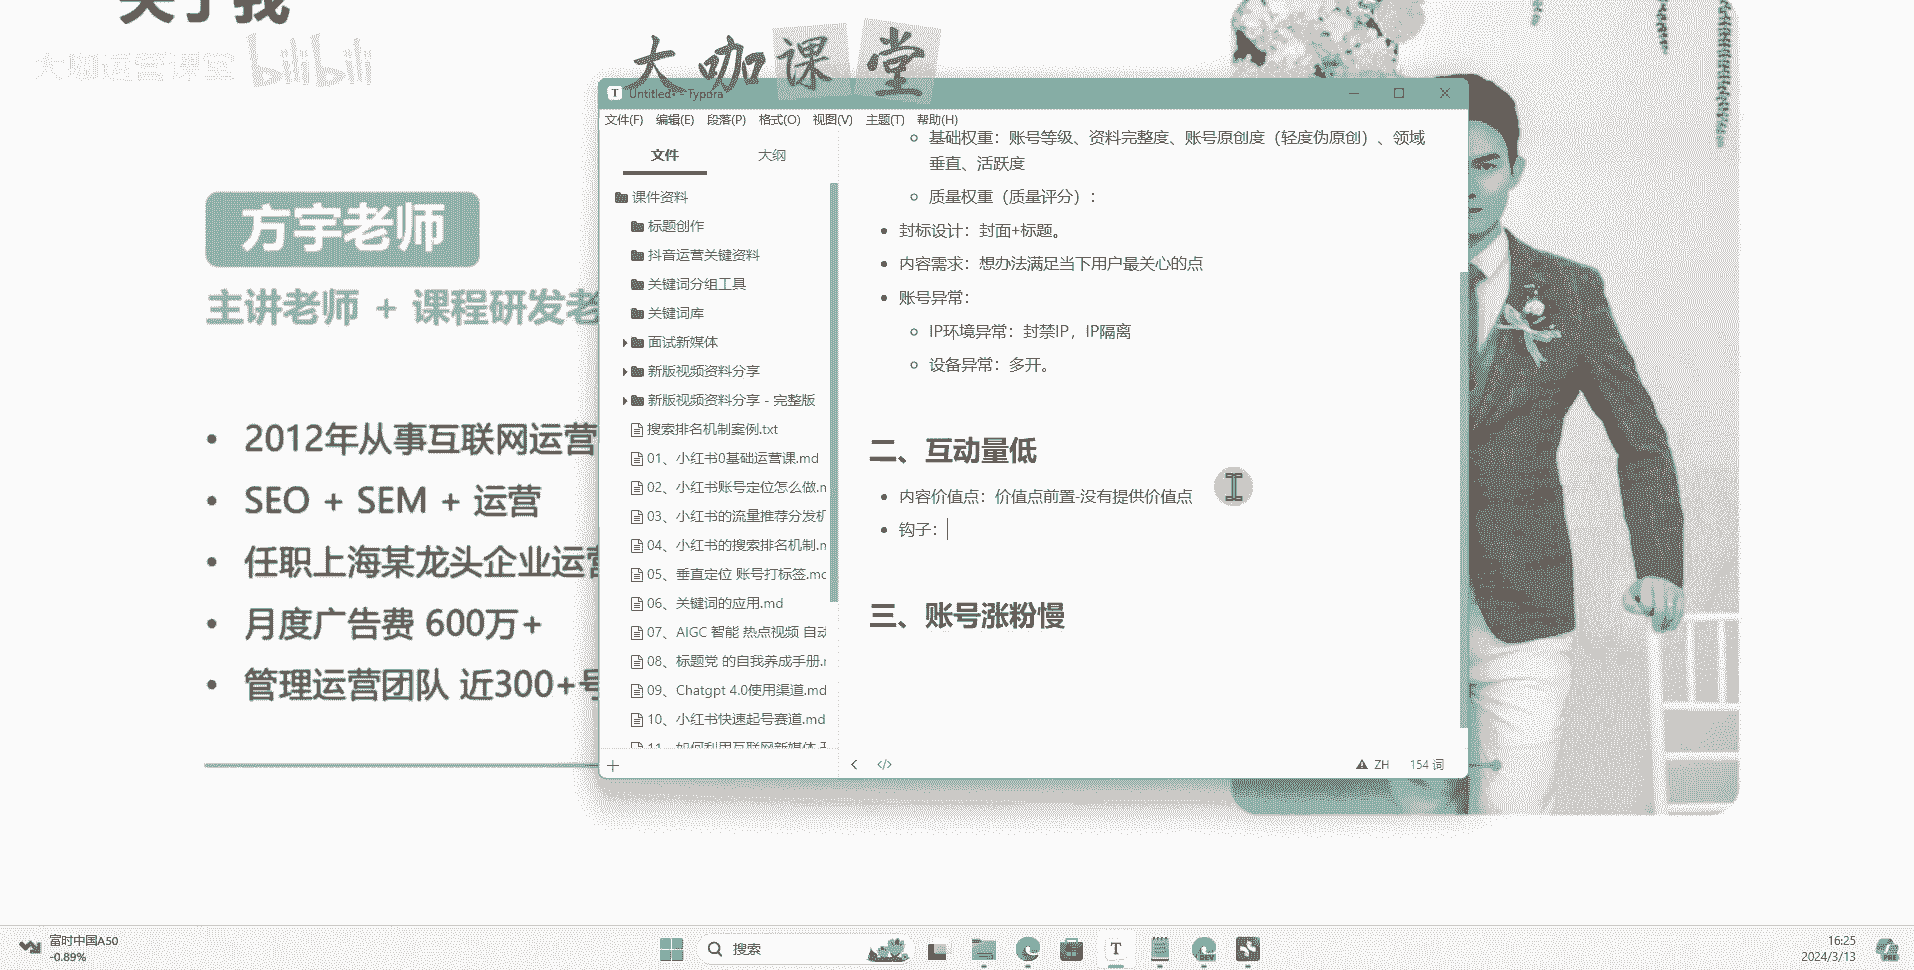 关于我
大咖运营课堂 bilibili
大咖课堂
方宇老师
主讲老师 + 课程研发老
2012年从事互联网运营
SEO + SEM + 运营
任职上海某龙头企业运营
月度广告费 600万+
管理运营团队 近300+号
Untitled• - Typora
文件(F) 编辑(E) 段落(P) 格式(O) 视图(V) 主题(T) 帮助(H)
文件 大纲
课件资料
标题创作
抖音运营关键资料
关键词分组工具
关键词库
面试新媒体
新版视频资料分享
新版视频资料分享 - 完整版
搜索排名机制案例.txt
01、小红书0基础运营课.md
02、小红书账号定位怎么做.m
03、小红书的流量推荐分发机
04、小红书的搜索排名机制.m
05、垂直定位 账号打标签.md
06、关键词的应用.md
07、AIGC 智能 热点视频 自动
08、标题党 的自我养成手册.m
09、Chatgpt 4.0使用渠道.md
10、小红书快速起号赛道.md
11、如何利用互联网新媒体
基础权重：账号等级、资料完整度、账号原创度（轻度伪原创）、领域
垂直、活跃度
质量权重（质量评分）：
封标设计：封面+标题。
内容需求：想办法满足当下用户最关心的点
账号异常：
IP环境异常：封禁IP，IP隔离
设备异常：多开。
二、互动量低
内容价值点：价值点前置-没有提供价值点
钩子：
三、账号涨粉慢
ZH 154 词
富时中国A50
-0.89%
搜索
16:25
2024/3/13